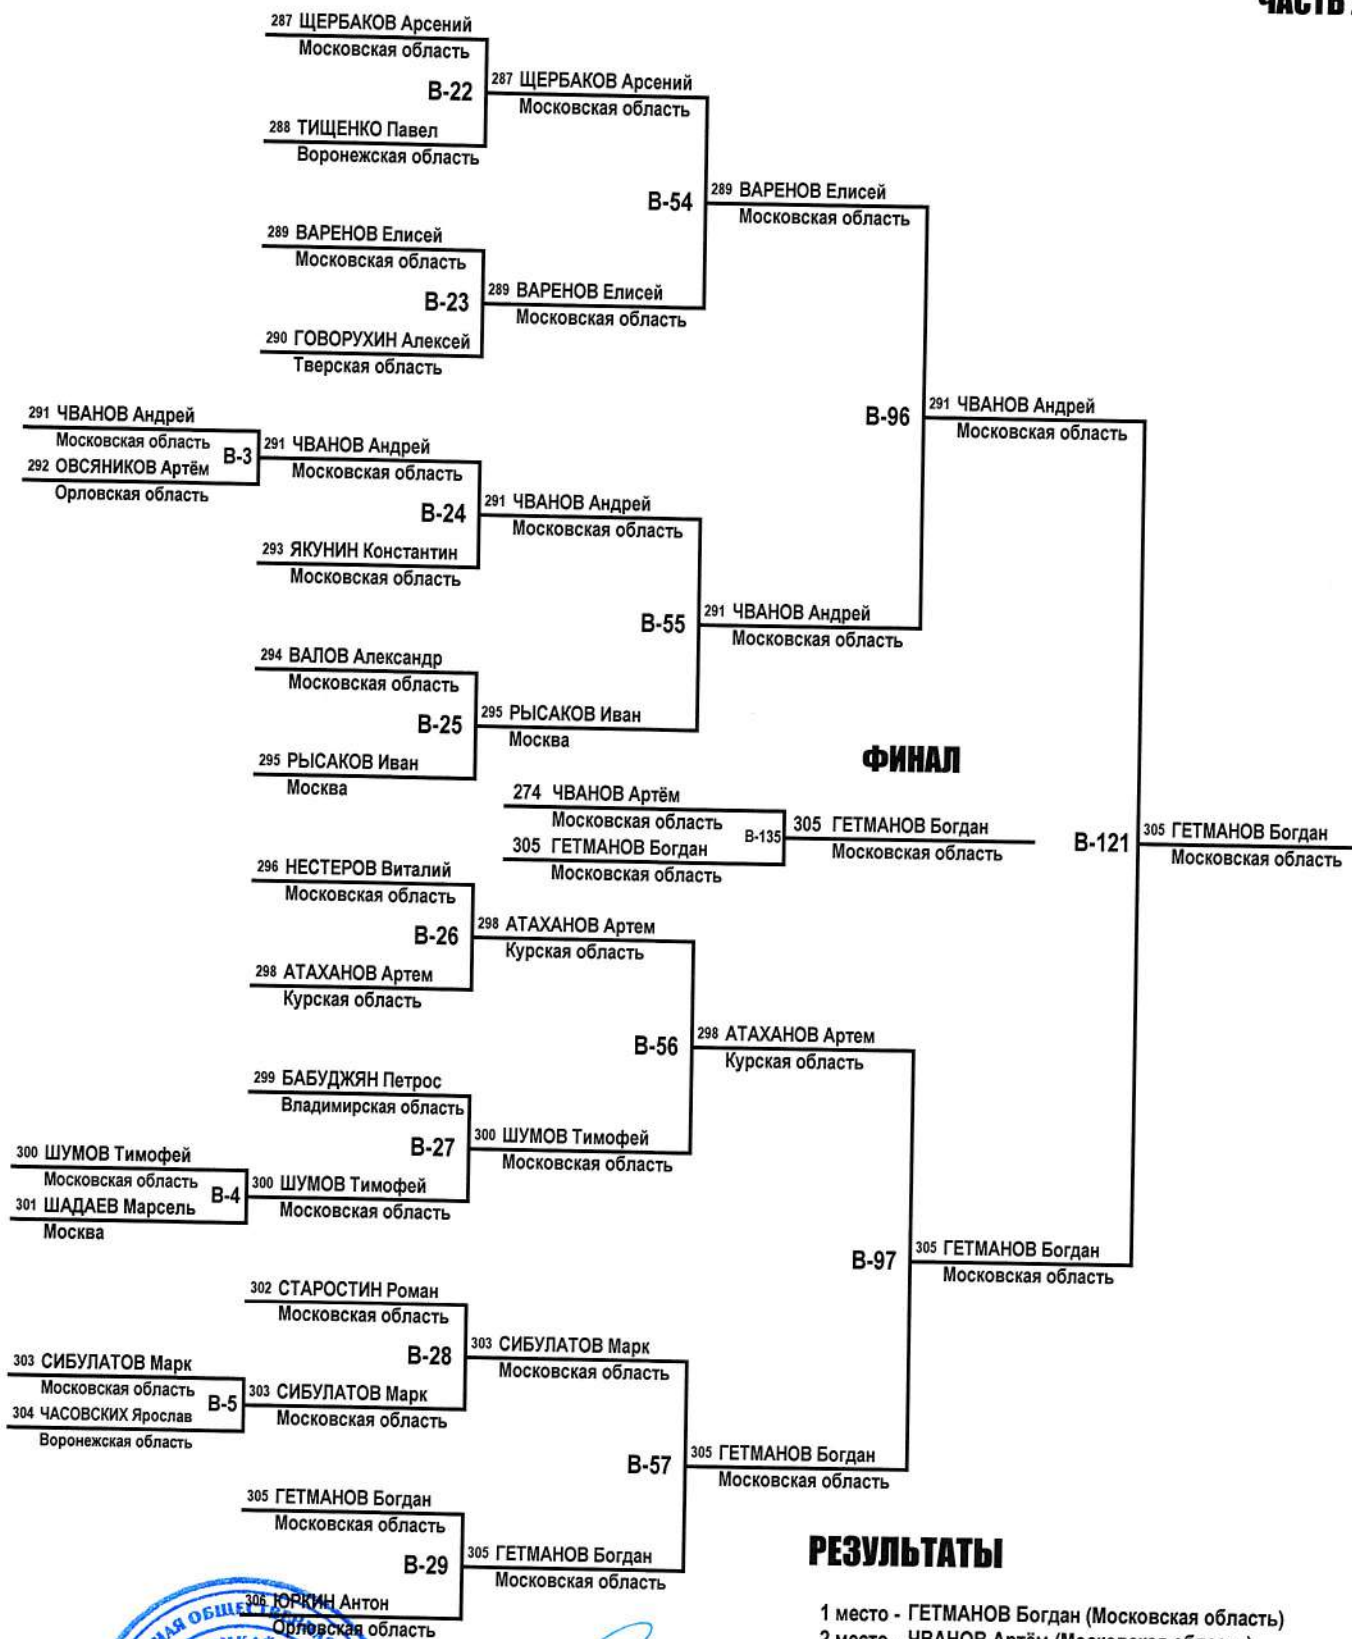 ЧАСТЬ
287 ЩЕРБАКОВ Арсений
Московская область
B-22
287 ЩЕРБАКОВ Арсений
Московская область
288 ТИЩЕНКО Павел
Воронежская область
B-54
289 ВАРЕНОВ Елисей
Московская область
289 ВАРЕНОВ Елисей
Московская область
B-23
289 ВАРЕНОВ Елисей
Московская область
290 ГОВОРУХИН Алексей
Тверская область
B-96
291 ЧВАНОВ Андрей
Московская область
291 ЧВАНОВ Андрей
Московская область
B-3
292 ОВСЯНИКОВ Артём
Орловская область
291 ЧВАНОВ Андрей
Московская область
B-24
291 ЧВАНОВ Андрей
Московская область
293 ЯКУНИН Константин
Московская область
B-55
291 ЧВАНОВ Андрей
Московская область
294 ВАЛОВ Александр
Московская область
B-25
295 РЫСАКОВ Иван
Москва
295 РЫСАКОВ Иван
Москва
ФИНАЛ
274 ЧВАНОВ Артём
Московская область
B-135
305 ГЕТМАНОВ Богдан
Московская область
305 ГЕТМАНОВ Богдан
Московская область
B-121
305 ГЕТМАНОВ Богдан
Московская область
296 НЕСТЕРОВ Виталий
Московская область
B-26
298 АТАХАНОВ Артем
Курская область
298 АТАХАНОВ Артем
Курская область
B-56
298 АТАХАНОВ Артем
Курская область
299 БАБУДЖЯН Петрос
Владимирская область
B-27
300 ШУМОВ Тимофей
Московская область
300 ШУМОВ Тимофей
Московская область
B-4
301 ШАДАЕВ Марсель
Москва
300 ШУМОВ Тимофей
Московская область
B-97
305 ГЕТМАНОВ Богдан
Московская область
302 СТАРОСТИН Роман
Московская область
B-28
303 СИБУЛАТОВ Марк
Московская область
303 СИБУЛАТОВ Марк
Московская область
B-5
304 ЧАСОВСКИХ Ярослав
Воронежская область
303 СИБУЛАТОВ Марк
Московская область
B-57
305 ГЕТМАНОВ Богдан
Московская область
305 ГЕТМАНОВ Богдан
Московская область
B-29
305 ГЕТМАНОВ Богдан
Московская область
306 ЮРКИН Антон
Орловская область
РЕЗУЛЬТАТЫ
1 место - ГЕТМАНОВ Богдан (Московская область)
2 место - ЧВАНОВ Артём (Московская область)